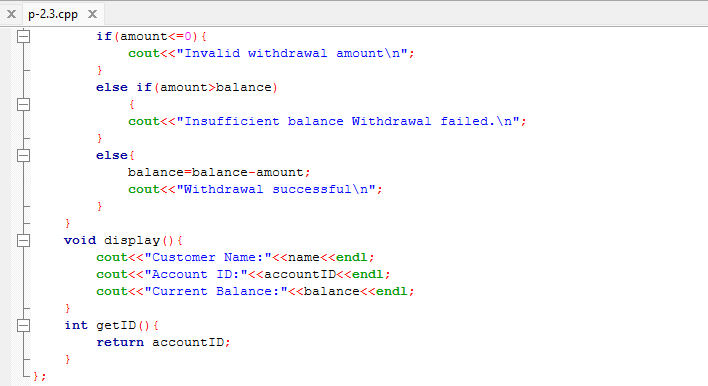 p-2.3.cpp
if(amount<=0){
cout<<"Invalid withdrawal amount\n";
}
else if(amount>balance)
{
cout<<"Insufficient balance Withdrawal failed.\n";
}
else{
balance=balance-amount;
cout<<"Withdrawal successful\n";
}
}
void display(){
cout<<"Customer Name:"<<name<<endl;
cout<<"Account ID:"<<accountID<<endl;
cout<<"Current Balance:"<<balance<<endl;
}
int getID(){
return accountID;
}
};